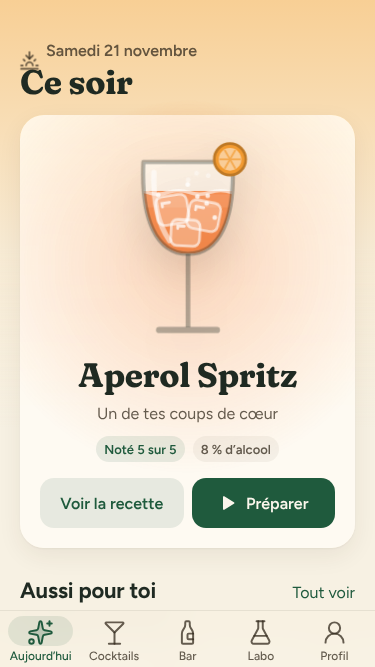 Samedi 21 novembre
Ce soir
Aperol Spritz
Un de tes coups de cœur
Noté 5 sur 5
8 % d’alcool
Voir la recette
Préparer
Aussi pour toi
Tout voir
Aujourd’hui
Cocktails
Bar
Labo
Profil